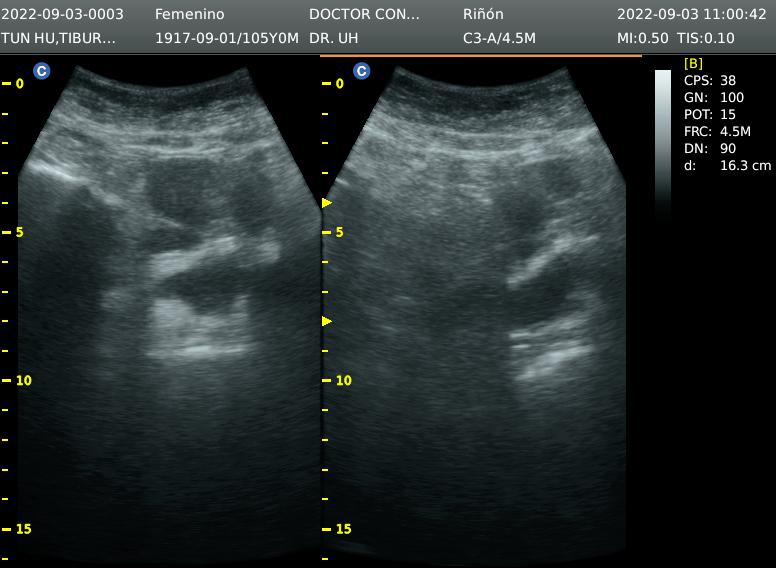 2022-09-03-0003 Femenino DOCTOR CON... Riñón 2022-09-03 11:00:42
TUN HU,TIBUR... 1917-09-01/105Y0M DR. UH C3-A/4.5M MI:0.50 TIS:0.10
C C
[B]
CPS: 38
GN: 100
POT: 15
FRC: 4.5M
DN: 90
d: 16.3 cm
0 0
5 5
10 10
15 15